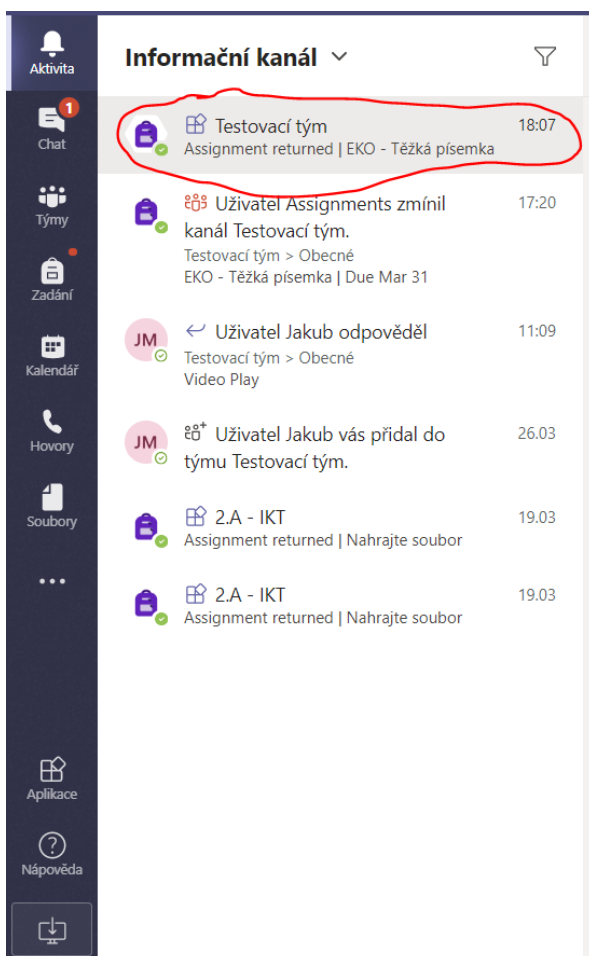 Aktivita
Chat
1
Týmy
Zadání
Kalendář
Hovory
Soubory
Aplikace
Nápověda
Informační kanál
Testovací tým 18:07
Assignment returned | EKO - Těžká písemka
Uživatel Assignments zmínil 17:20
kanál Testovací tým.
Testovací tým > Obecné
EKO - Těžká písemka | Due Mar 31
JM
Uživatel Jakub odpověděl 11:09
Testovací tým > Obecné
Video Play
JM
Uživatel Jakub vás přidal do 26.03
týmu Testovací tým.
2.A - IKT 19.03
Assignment returned | Nahrajte soubor
2.A - IKT 19.03
Assignment returned | Nahrajte soubor